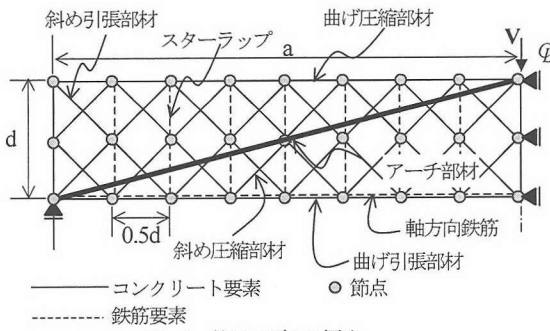 斜め引張部材
スターラップ
a
曲げ圧縮部材
V
℄
d
アーチ部材
0.5d
斜め圧縮部材
軸方向鉄筋
曲げ引張部材
コンクリート要素
節点
鉄筋要素